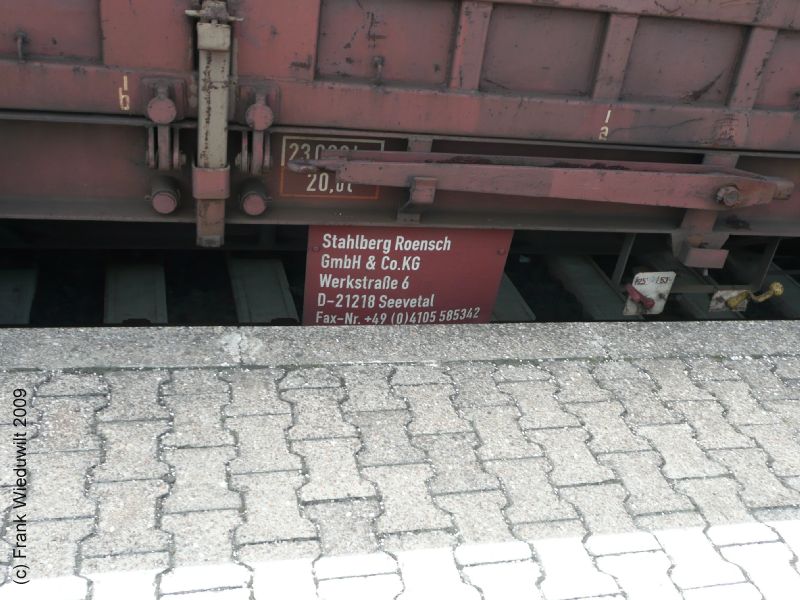 20,0t
Stahlberg Roensch
GmbH & Co.KG
Werkstraße 6
D-21218 Seevetal
Fax-Nr. +49 (0)4105 585342
(c) Frank Wieduwilt 2009